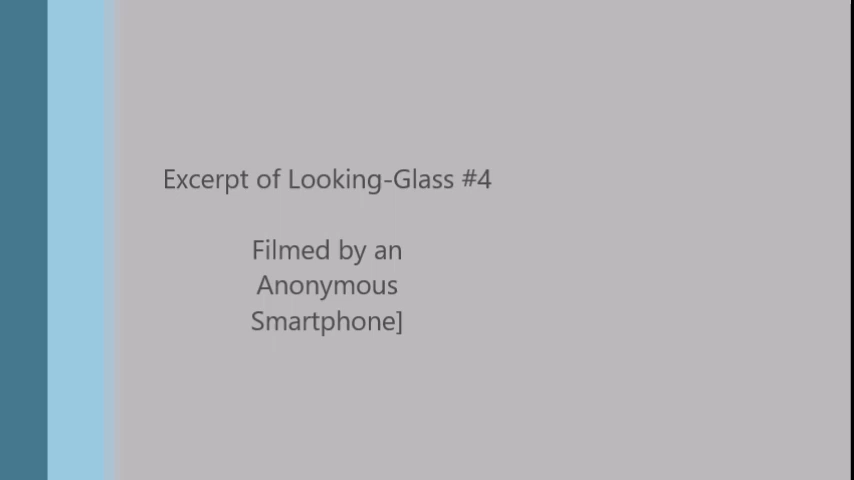 Excerpt of Looking-Glass #4
Filmed by an
Anonymous
Smartphone]